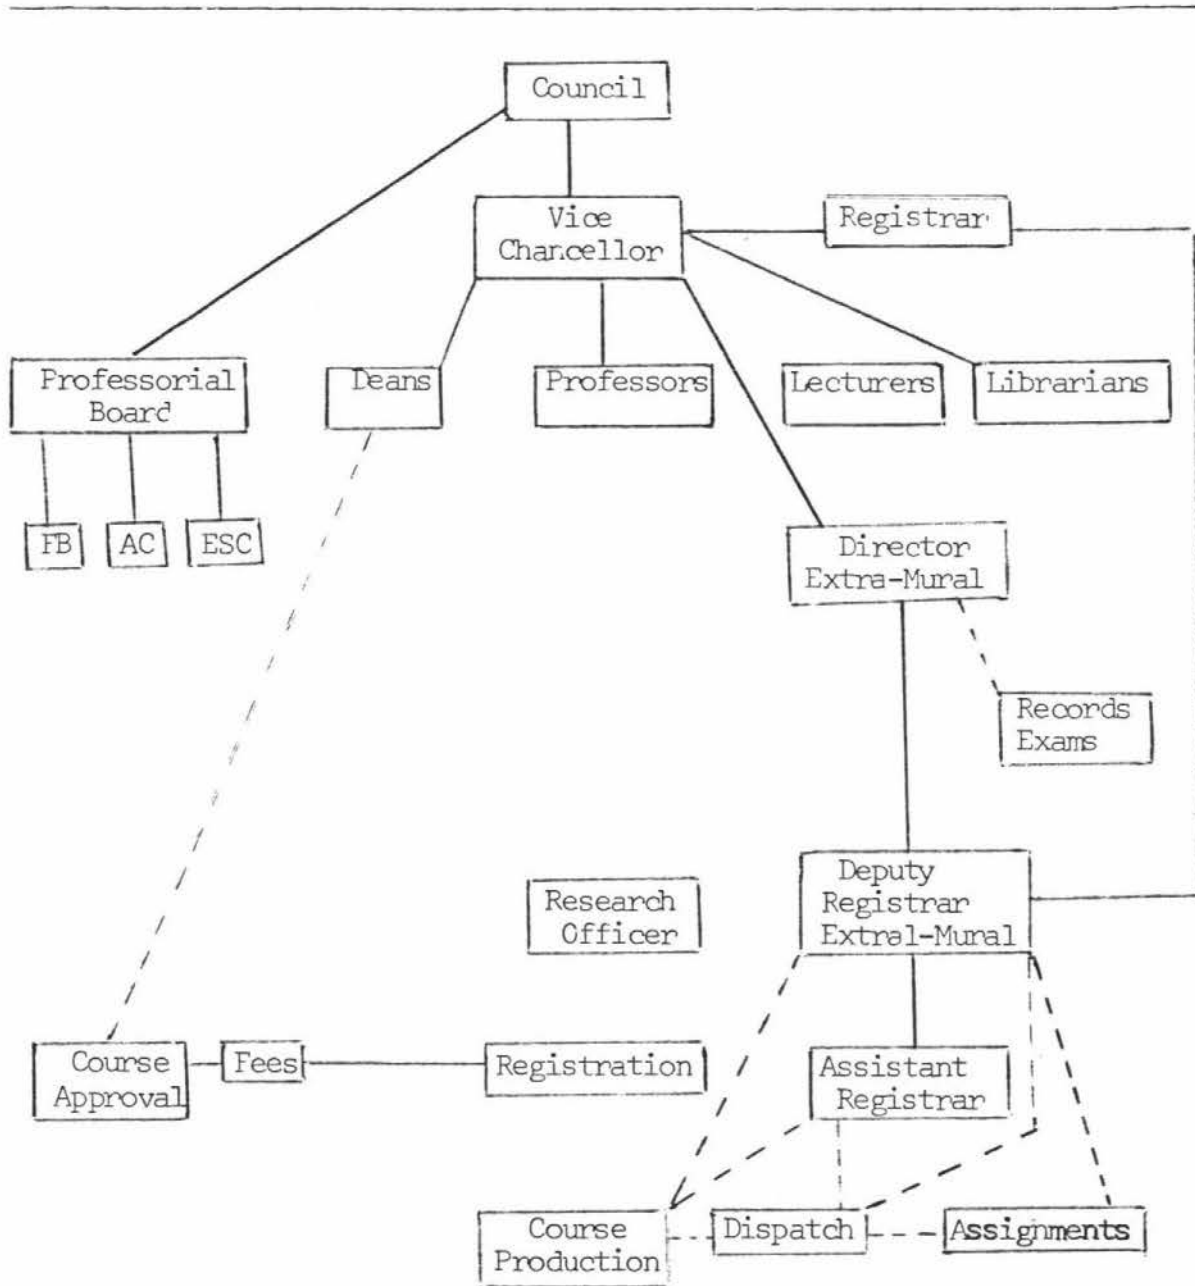 Council
Vice
Chancellor
Registrar
Professorial
Board
Deans
Professors
Lecturers
Librarians
FB
AC
ESC
Director
Extra-Mural
Records
Exams
Deputy
Registrar
Extral-Mural
Research
Officer
Course
Approval
Fees
Registration
Assistant
Registrar
Course
Production
Dispatch
Assignments